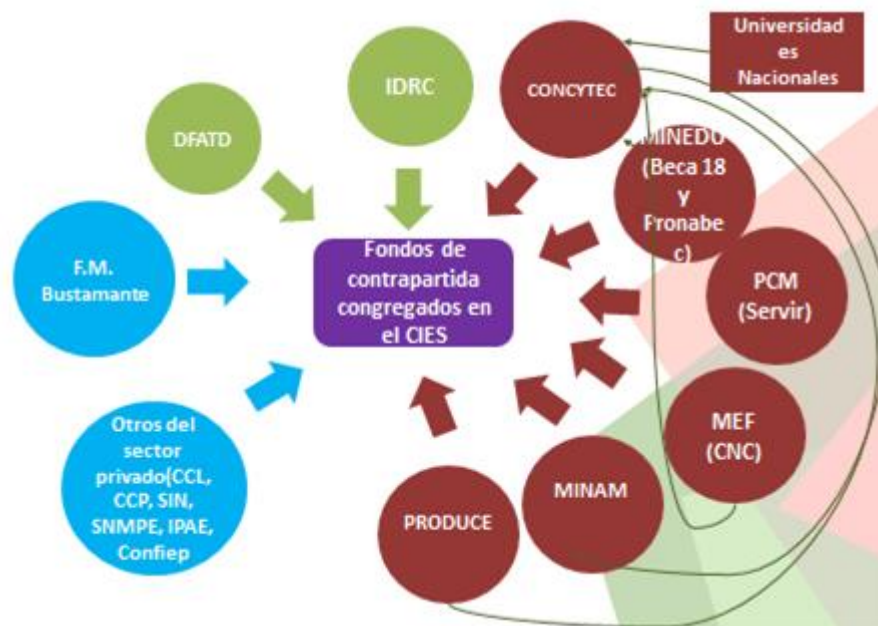 Universidad
es
Nacionales
IDRC
CONCYTEC
DFATD
MINEDU
(Beca 18
y
Pronabe
c)
F.M.
Bustamante
Fondos de
contrapartida
congregados en
el CIES
PCM
(Servir)
Otros del
sector
privado(CCL,
CCP, SIN,
SNMPE, IPAE,
Confiep
MEF
(CNC)
MINAM
PRODUCE